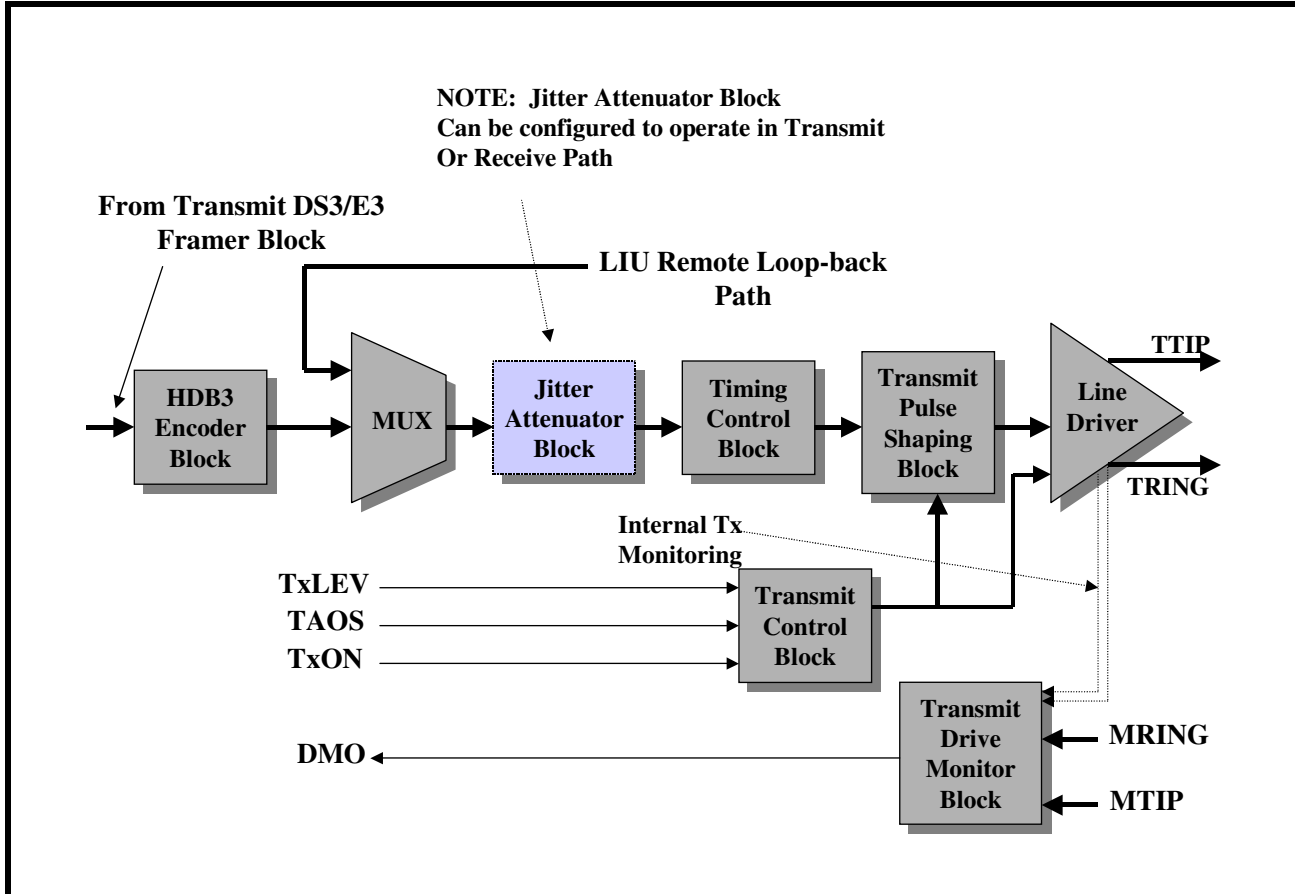 NOTE: Jitter Attenuator Block
Can be configured to operate in Transmit
Or Receive Path
From Transmit DS3/E3
Framer Block
LIU Remote Loop-back
Path
HDB3
Encoder
Block
MUX
Jitter
Attenuator
Block
Timing
Control
Block
Transmit
Pulse
Shaping
Block
Line
Driver
TTIP
TRING
Internal Tx
Monitoring
TxLEV
TAOS
TxON
Transmit
Control
Block
DMO
Transmit
Drive
Monitor
Block
MRING
MTIP